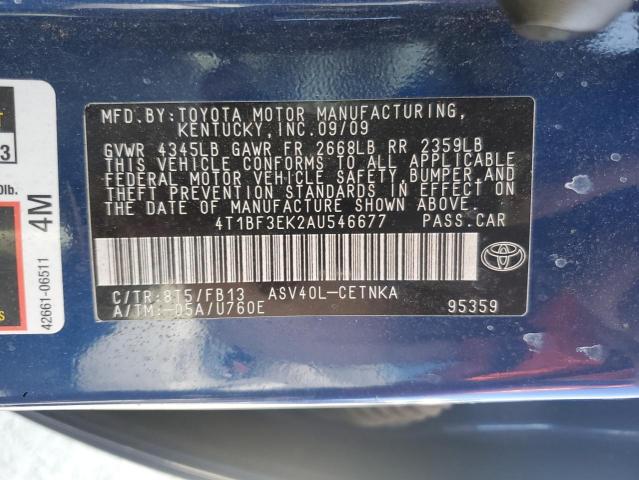 MFD.BY:TOYOTA MOTOR MANUFACTURING,
KENTUCKY,INC.09/09
GVWR 4345LB GAWR FR 2668LB RR 2359LB
THIS VEHICLE CONFORMS TO ALL APPLICABLE
FEDERAL MOTOR VEHICLE SAFETY, BUMPER AND
THEFT PREVENTION STANDARDS IN EFFECT ON THE
DATE OF MANUFACTURE SHOWN ABOVE.
4T1BF3EK2AU546677 PASS.CAR
C/TR:8T5/FB13 ASV40L-CETNKA
A/TM:-05A/U760E 95359
3
0lb.
4M
42661-06511
S